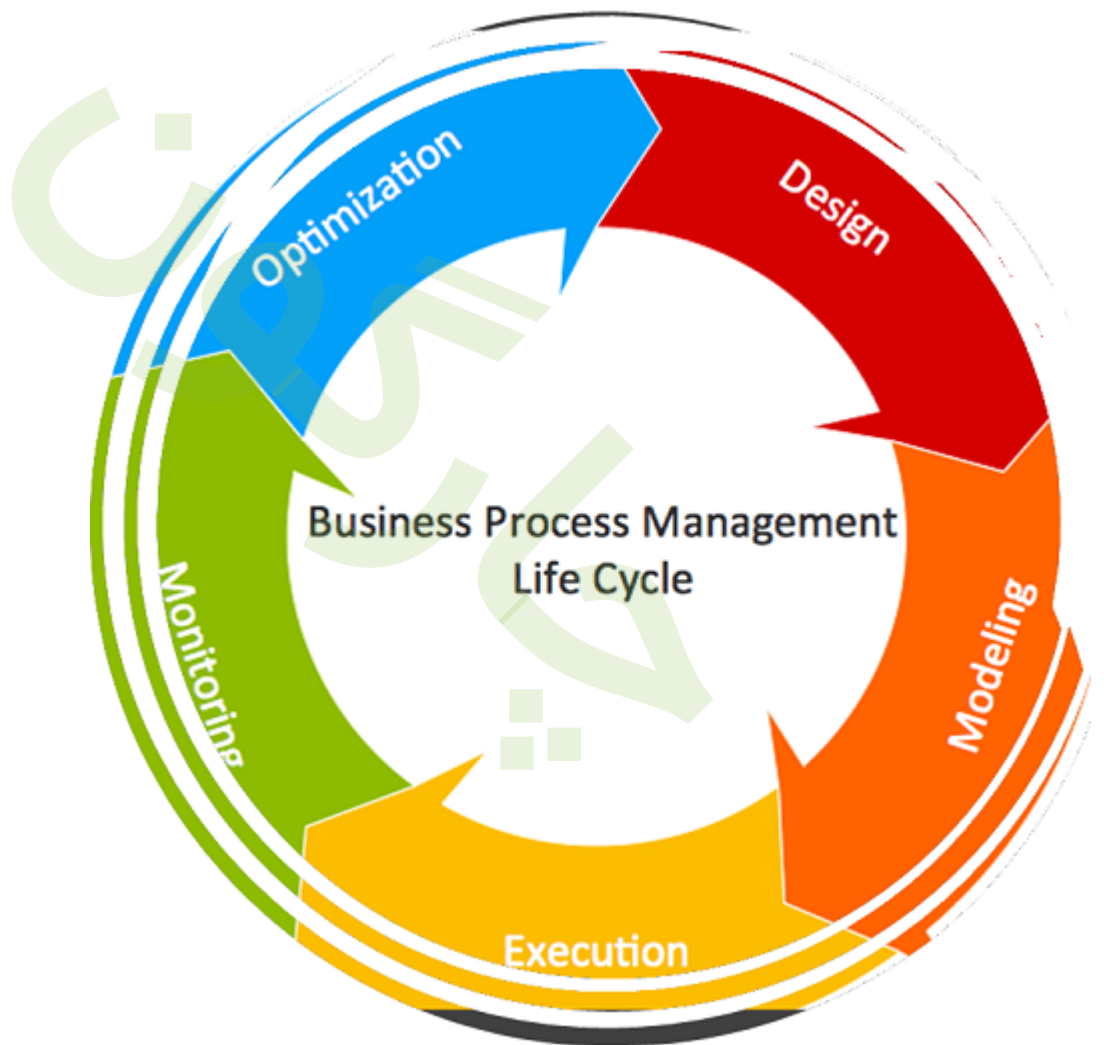 Optimization
Design
Business Process Management
Life Cycle
Monitoring
Modeling
Execution